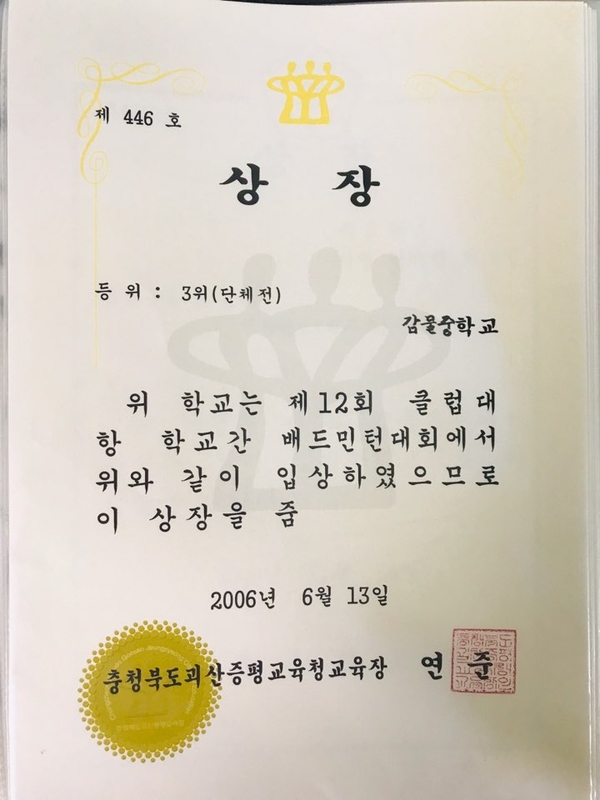 제 446 호
상 장
등 위 : 3위(단체전)
감물중학교
위 학교는 제12회 클럽대
항 학교간 배드민턴대회에서
위와 같이 입상하였으므로
이 상장을 줌
2006년 6월 13일
충청북도괴산증평교육청교육장 연 준